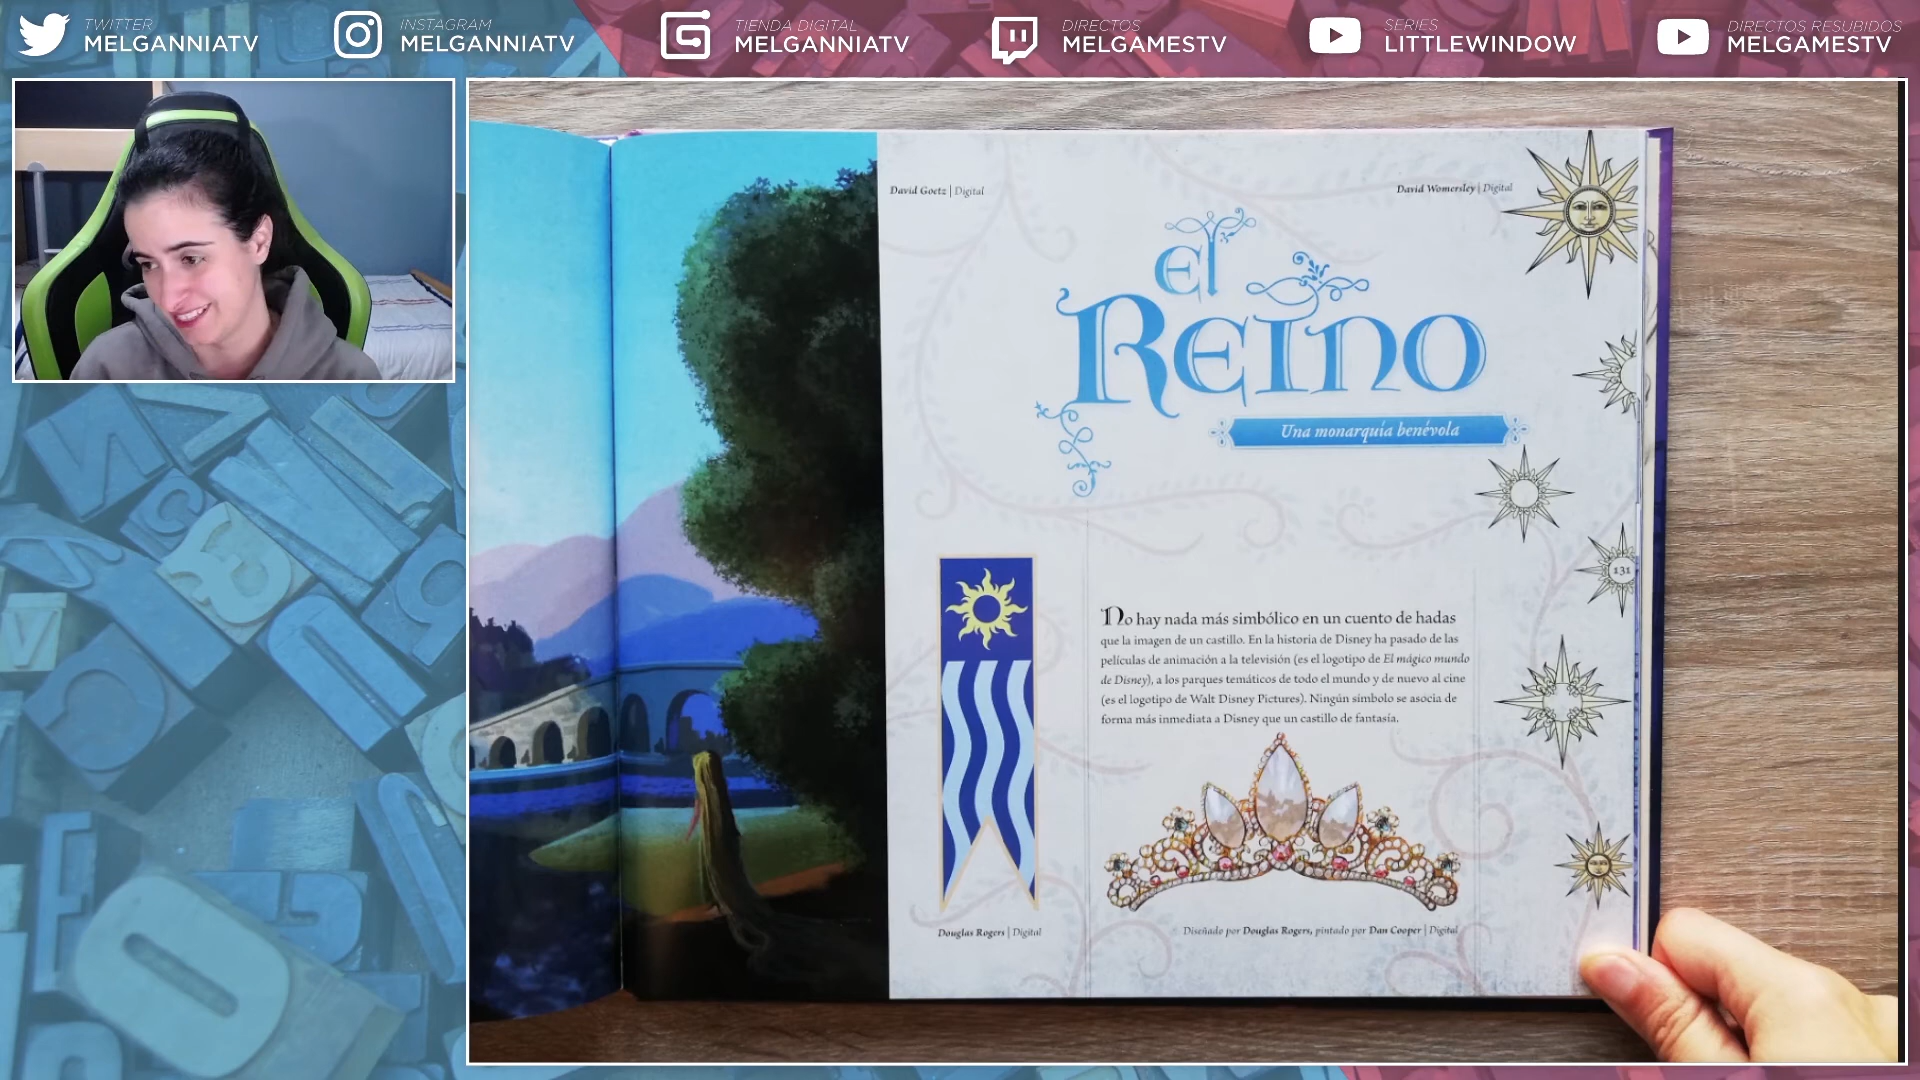 TWITTER
MELGANNIATV
INSTAGRAM
MELGANNIATV
TIENDA DIGITAL
MELGANNIATV
DIRECTOS
MELGAMESTV
SERIES
LITTLEWINDOW
DIRECTOS RESUBIDOS
MELGAMESTV
David Goetz | Digital
David Womersley | Digital
El
Reino
Una monarquía benévola
131
No hay nada más simbólico en un cuento de hadas
que la imagen de un castillo. En la historia de Disney ha pasado de las
películas de animación a la televisión (es el logotipo de El mágico mundo
de Disney), a los parques temáticos de todo el mundo y de nuevo al cine
(es el logotipo de Walt Disney Pictures). Ningún símbolo se asocia de
forma más inmediata a Disney que un castillo de fantasía.
Douglas Rogers | Digital
Diseñado por Douglas Rogers, pintado por Dan Cooper | Digital